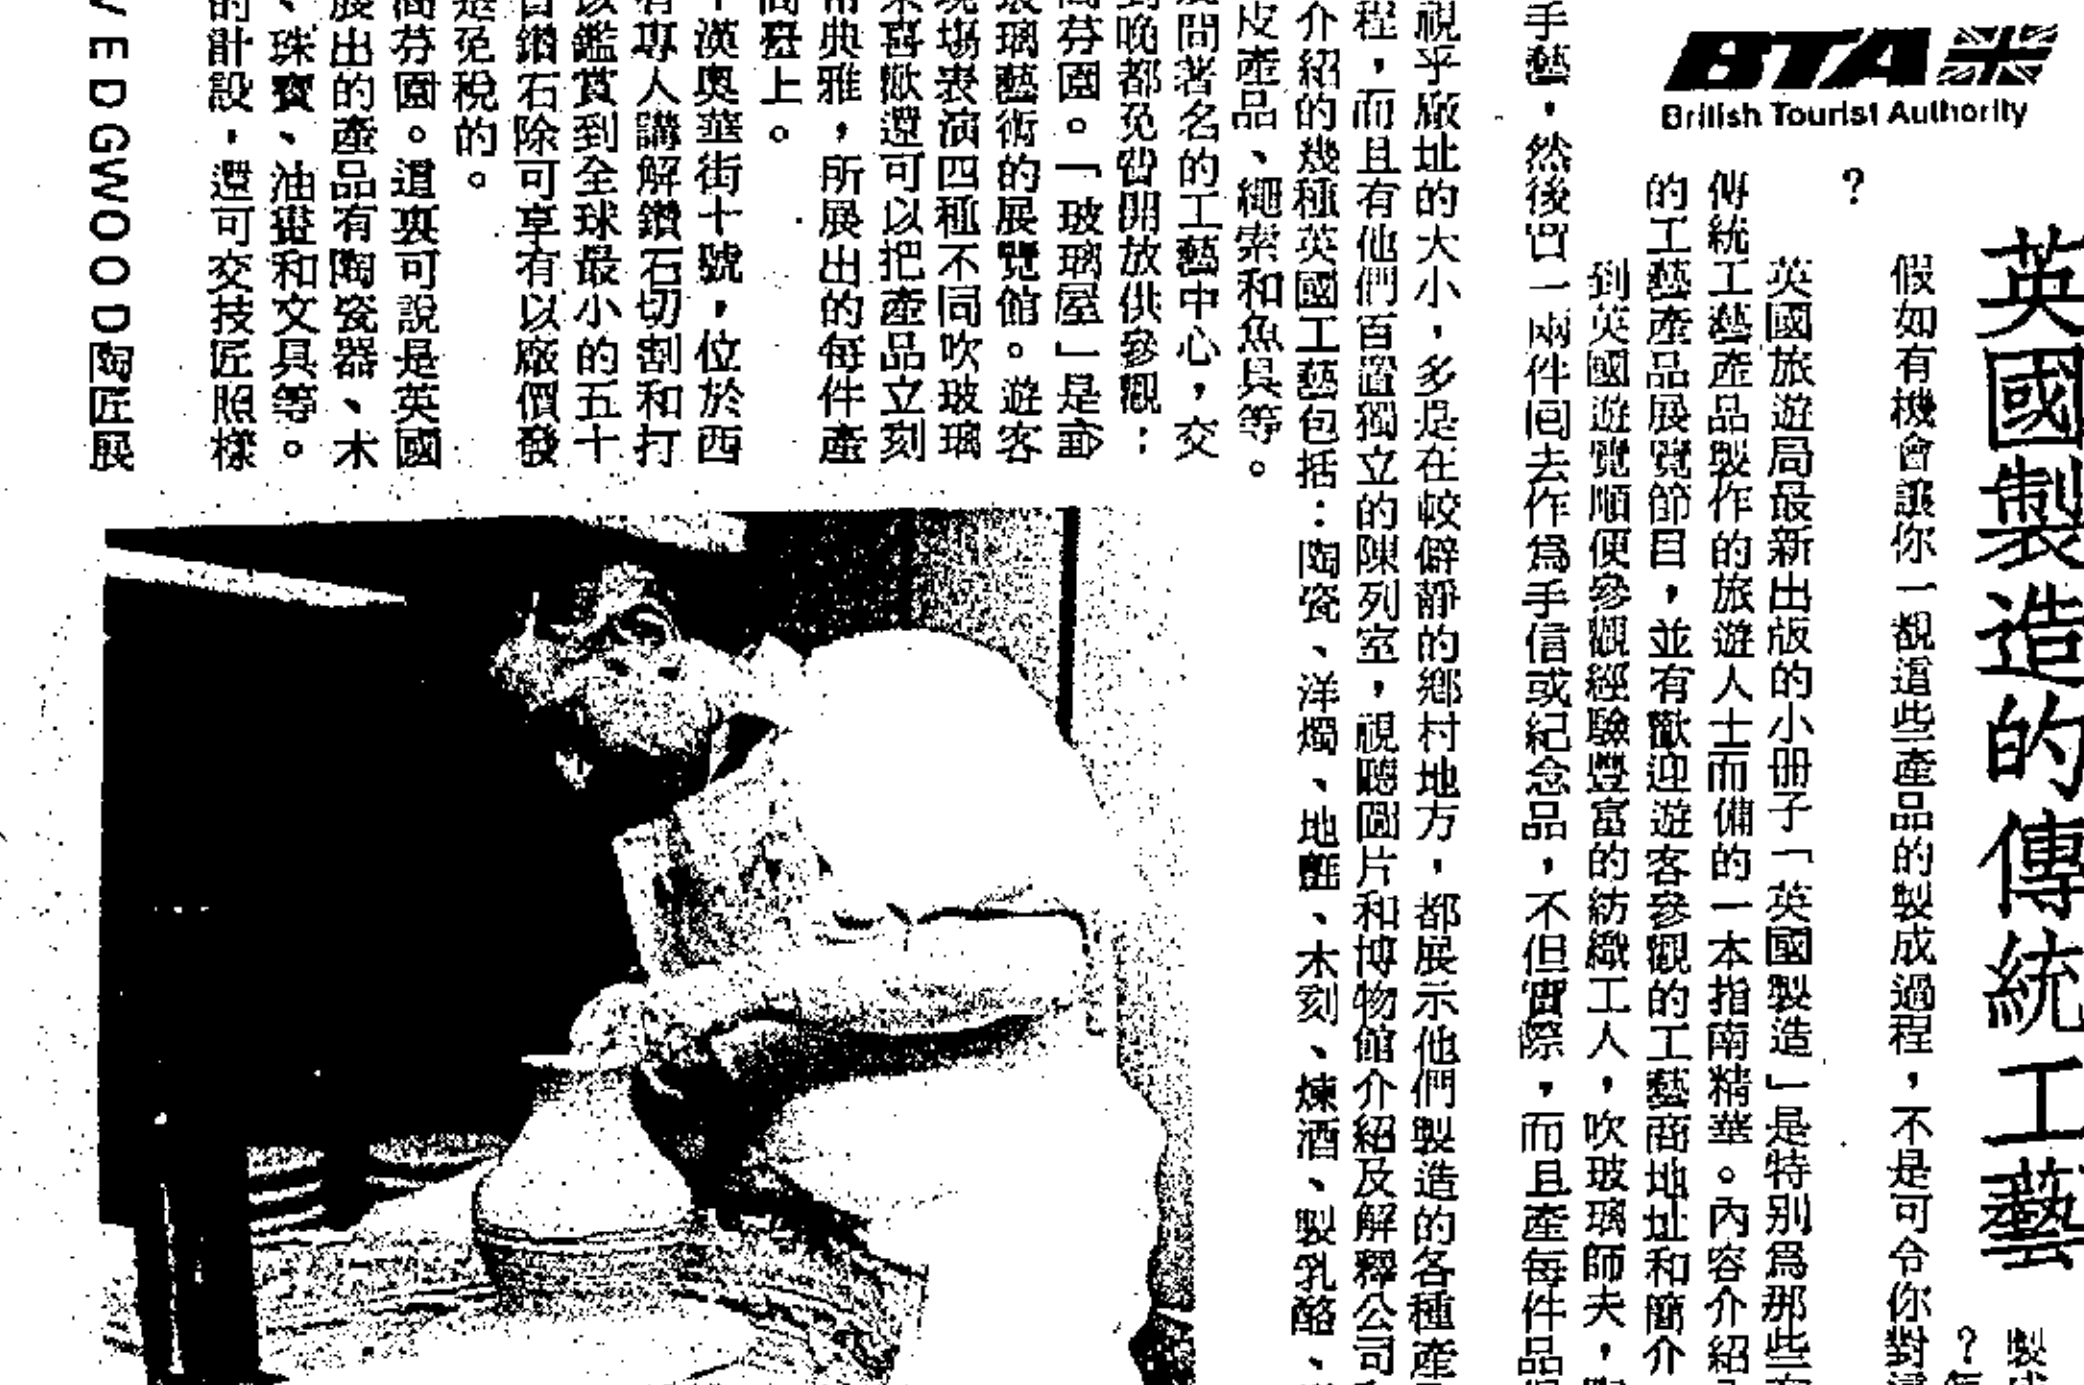 BTA
British Tourist Authority
英國製造的傳統工藝
製
?
假如有機會讓你一覩這些產品的製成過程，不是可令你對這
?
英國旅遊局最新出版的小册子「英國製造」是特别爲那些
傳統工藝產品製作的旅遊人士而備的一本指南精華。內容介紹
的工藝產品展覽節目，並有歡迎遊客參觀的工藝商地址和簡介
到英國遊覽順便參觀經驗豐富的紡織工人，吹玻璃師夫，
手藝，然後買一兩件回去作爲手信或紀念品，不但實際，而且產每件品
視乎廠址的大小，多是在較僻靜的鄉村地方，都展示他們製造的各種產
程，而且有他們百置獨立的陳列室，視聽圖片和博物館介紹及解釋公司
介紹的幾種英國工藝包括：陶瓷、洋燭、地氈、木刻、煉酒、製乳酪、
皮產品、繩索和魚具等。
間著名的工藝中心，交
到晚都免費開放供參觀：
芬園。「玻璃屋」是
玻璃藝術的展覽館。遊客
現場表演四種不同吹玻璃
喜歡還可以把產品立刻
典雅，所展出的每件產
上。
漢奧華街十號，位於西
有專人講解鑽石切割和打
以鑑賞到全球最小的五十
鑽石除可享有以廠價發
是免稅的。
芬園。這裏可說是英國
展出的產品有陶瓷器、木
、珠寶、油畫和文具等。
的計設，還可交技匠照樣
WEDGWOOD陶匠展